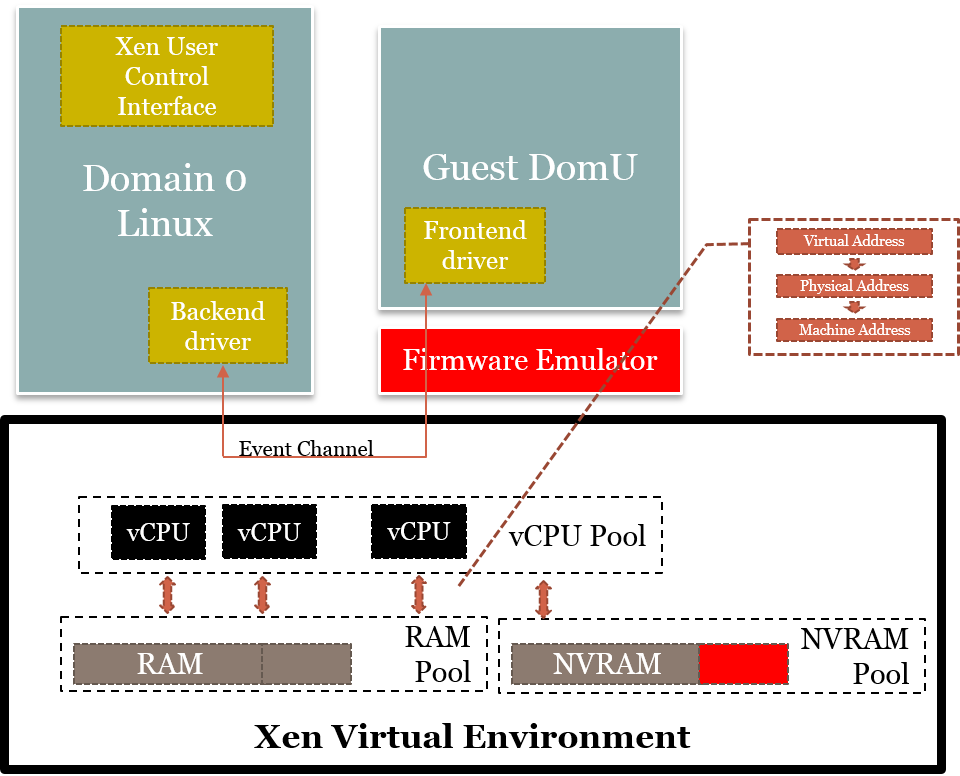 Xen User
Control
Interface
Domain 0
Linux
Backend
driver
Guest DomU
Frontend
driver
Firmware Emulator
Virtual Address
Physical Address
Machine Address
Event Channel
vCPU
vCPU
vCPU
vCPU Pool
RAM
RAM
Pool
NVRAM
NVRAM
Pool
Xen Virtual Environment